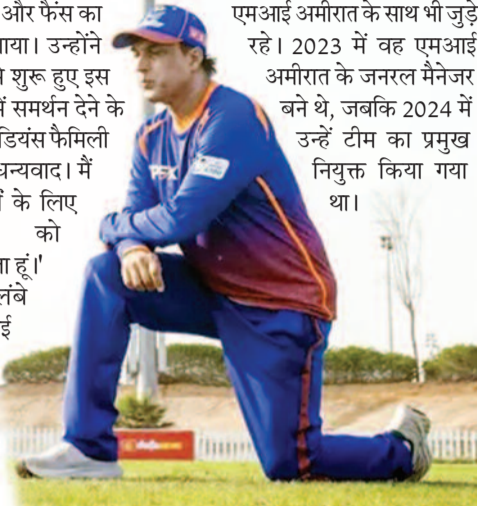 और फैंस का
ाया। उन्होंने
शुरू हुए इस
में समर्थन देने के
डियंस फैमिली
धन्यवाद। मैं
के लिए
को
ा हूं।'
लंबे
ई
एमआई अमीरात के साथ भी जुड़े
रहे। 2023 में वह एमआई
अमीरात के जनरल मैनेजर
बने थे, जबकि 2024 में
उन्हें टीम का प्रमुख
नियुक्त किया गया
था।